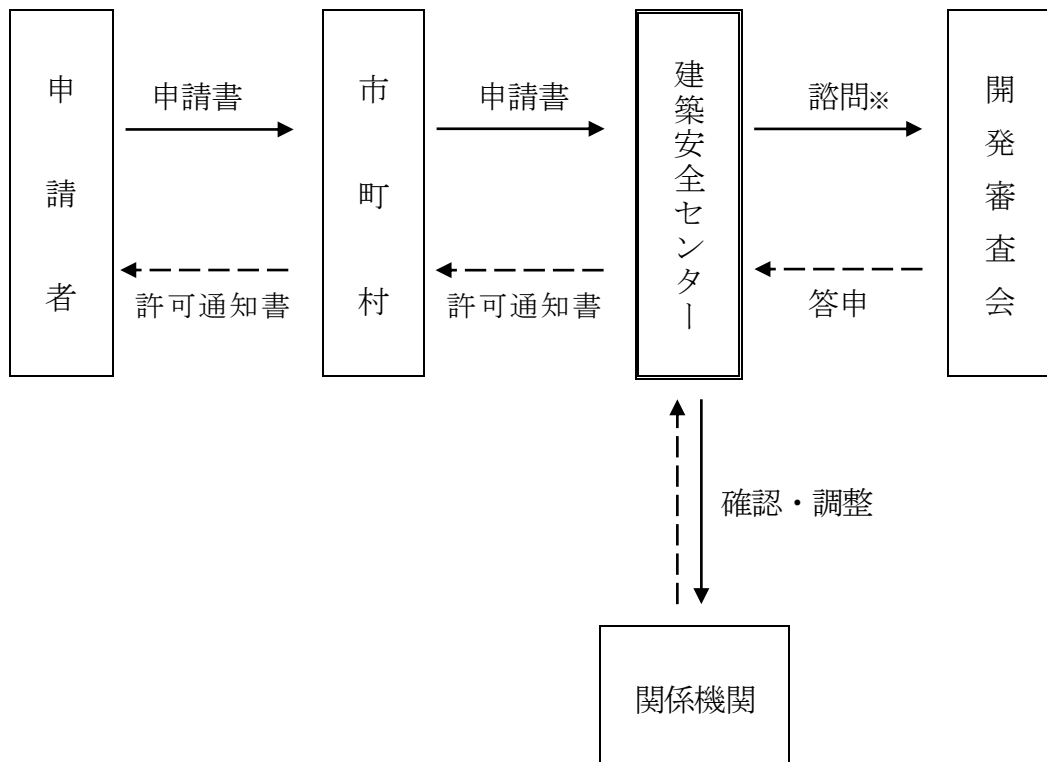 申請者
申請書
許可通知書
市町村
申請書
許可通知書
建築安全センター
諮問※
答申
開発審査会
確認・調整
関係機関